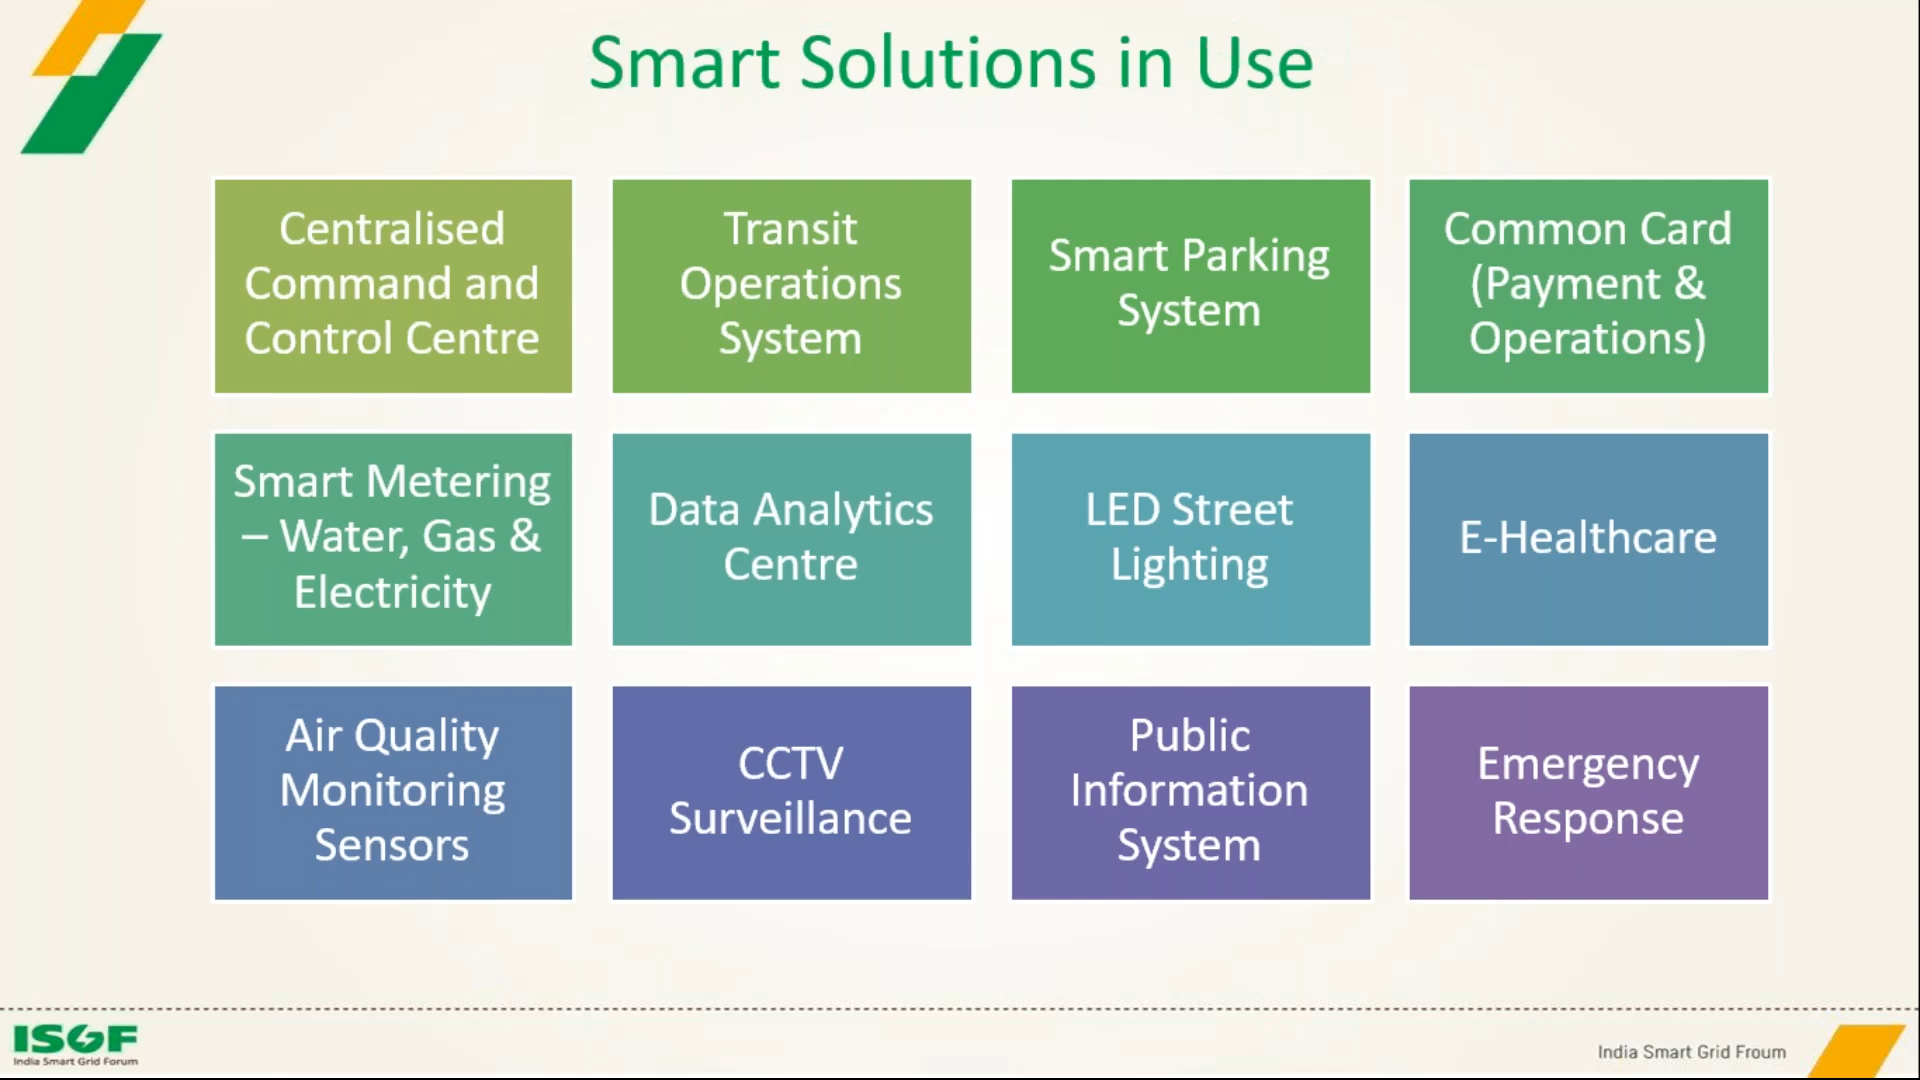 Smart Solutions in Use
Centralised
Command and
Control Centre
Transit
Operations
System
Smart Parking
System
Common Card
(Payment &
Operations)
Smart Metering
– Water, Gas &
Electricity
Data Analytics
Centre
LED Street
Lighting
E-Healthcare
Air Quality
Monitoring
Sensors
CCTV
Surveillance
Public
Information
System
Emergency
Response
ISGF
India Smart Grid Forum
India Smart Grid Froum